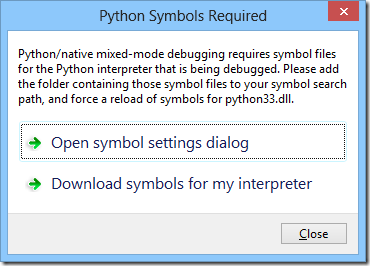 Python Symbols Required
Python/native mixed-mode debugging requires symbol files
for the Python interpreter that is being debugged. Please add
the folder containing those symbol files to your symbol search
path, and force a reload of symbols for python33.dll.
Open symbol settings dialog
Download symbols for my interpreter
Close